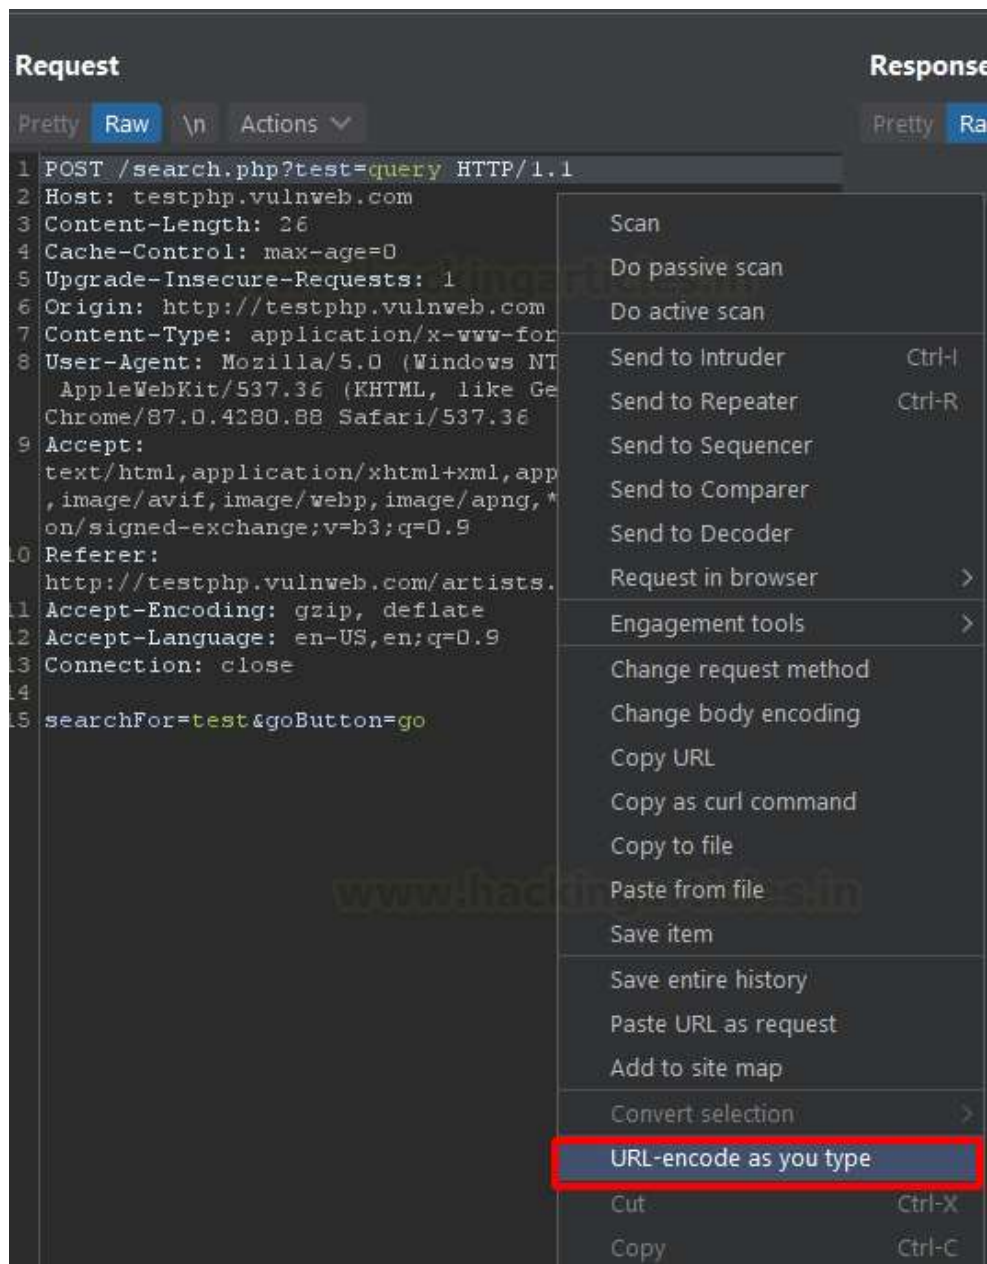 Request
Response
Pretty Raw \n Actions
Pretty Ra
1 POST /search.php?test=query HTTP/1.1
2 Host: testphp.vulnweb.com
3 Content-Length: 26
4 Cache-Control: max-age=0
5 Upgrade-Insecure-Requests: 1
6 Origin: http://testphp.vulnweb.com
7 Content-Type: application/x-www-for
8 User-Agent: Mozilla/5.0 (Windows NT
AppleWebKit/537.36 (KHTML, like Ge
Chrome/87.0.4280.88 Safari/537.36
9 Accept:
text/html,application/xhtml+xml,app
,image/avif,image/webp,image/apng,*
on/signed-exchange;v=b3;q=0.9
10 Referer:
http://testphp.vulnweb.com/artists.
11 Accept-Encoding: gzip, deflate
12 Accept-Language: en-US,en;q=0.9
13 Connection: close
14
15 searchFor=test&goButton=go
Scan
Do passive scan
Do active scan
Send to Intruder Ctrl-I
Send to Repeater Ctrl-R
Send to Sequencer
Send to Comparer
Send to Decoder
Request in browser >
Engagement tools >
Change request method
Change body encoding
Copy URL
Copy as curl command
Copy to file
Paste from file
Save item
Save entire history
Paste URL as request
Add to site map
Convert selection >
URL-encode as you type
Cut Ctrl-X
Copy Ctrl-C